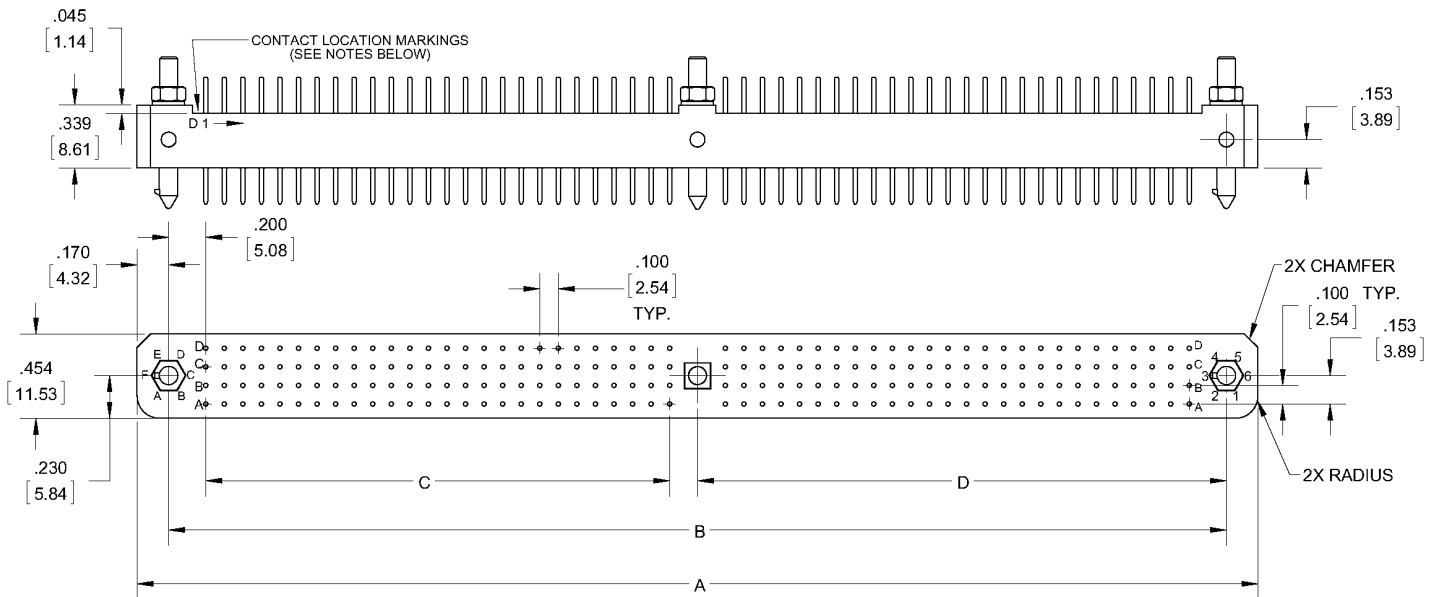 .045
[1.14]
CONTACT LOCATION MARKINGS
(SEE NOTES BELOW)
.339
[8.61]
D 1
.153
[3.89]
.200
[5.08]
.170
[4.32]
.100
[2.54]
TYP.
2X CHAMFER
.100 TYP.
[2.54]
.153
[3.89]
.454
[11.53]
E D
F C
A B
D
C
B
A
D
C
B
A
4 5
3 6
2 1
.230
[5.84]
C
D
2X RADIUS
B
A